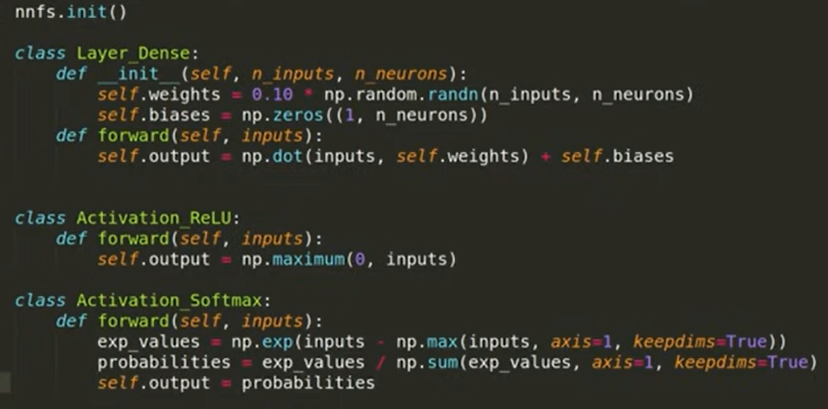 nnfs.init()
class Layer_Dense:
    def __init__(self, n_inputs, n_neurons):
        self.weights = 0.10 * np.random.randn(n_inputs, n_neurons)
        self.biases = np.zeros((1, n_neurons))
    def forward(self, inputs):
        self.output = np.dot(inputs, self.weights) + self.biases
class Activation_ReLU:
    def forward(self, inputs):
        self.output = np.maximum(0, inputs)
class Activation_Softmax:
    def forward(self, inputs):
        exp_values = np.exp(inputs - np.max(inputs, axis=1, keepdims=True))
        probabilities = exp_values / np.sum(exp_values, axis=1, keepdims=True)
        self.output = probabilities